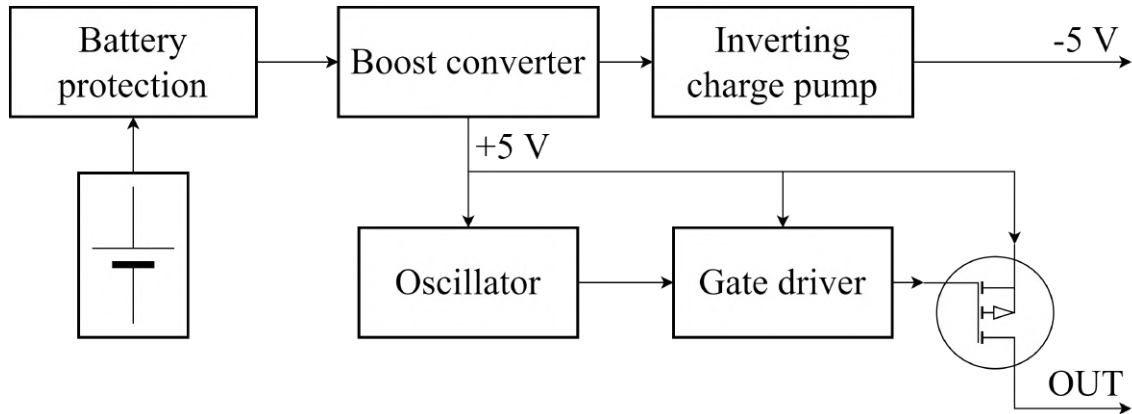 Battery
protection
Boost converter
Inverting
charge pump
-5 V
+5 V
Oscillator
Gate driver
OUT